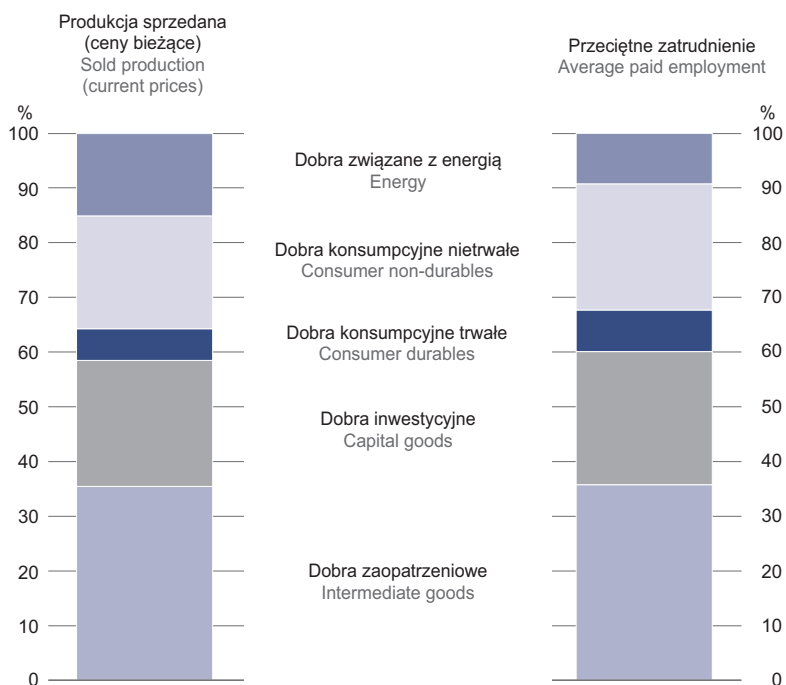 Produkcja sprzedana
(ceny bieżące)
Sold production
(current prices)
Przeciętne zatrudnienie
Average paid employment
%
100
90
80
70
60
50
40
30
20
10
0
Dobra związane z energią
Energy
Dobra konsumpcyjne nietrwałe
Consumer non-durables
Dobra konsumpcyjne trwałe
Consumer durables
Dobra inwestycyjne
Capital goods
Dobra zaopatrzeniowe
Intermediate goods
%
100
90
80
70
60
50
40
30
20
10
0